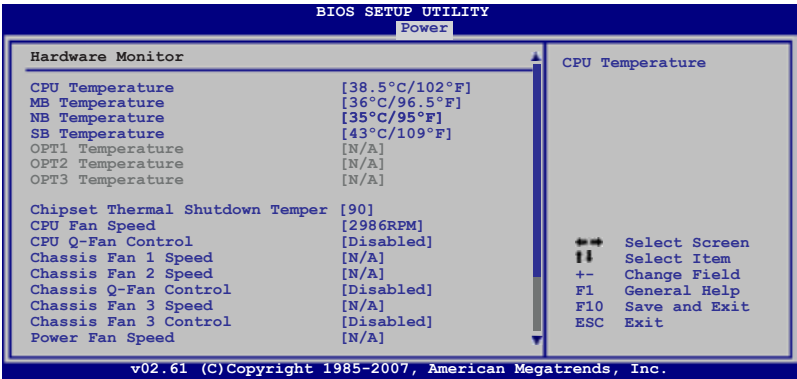 BIOS SETUP UTILITY
Power
Hardware Monitor
CPU Temperature [38.5°C/102°F]
MB Temperature [36°C/96.5°F]
NB Temperature [35°C/95°F]
SB Temperature [43°C/109°F]
OPT1 Temperature [N/A]
OPT2 Temperature [N/A]
OPT3 Temperature [N/A]
Chipset Thermal Shutdown Temper [90]
CPU Fan Speed [2986RPM]
CPU Q-Fan Control [Disabled]
Chassis Fan 1 Speed [N/A]
Chassis Fan 2 Speed [N/A]
Chassis Q-Fan Control [Disabled]
Chassis Fan 3 Speed [N/A]
Chassis Fan 3 Control [Disabled]
Power Fan Speed [N/A]
CPU Temperature
Select Screen
Select Item
+- Change Field
F1 General Help
F10 Save and Exit
ESC Exit
v02.61 (C)Copyright 1985-2007, American Megatrends, Inc.